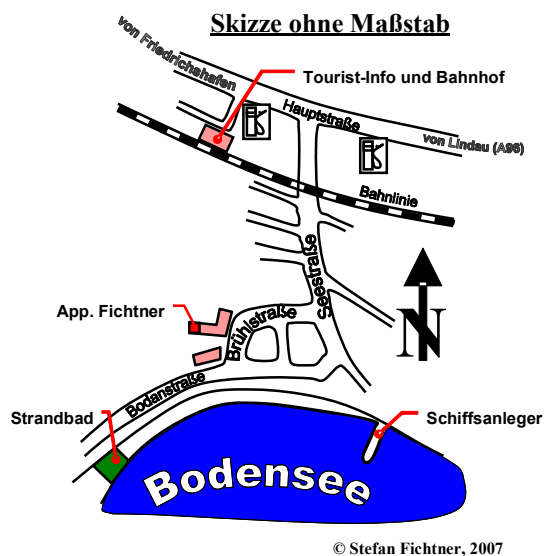 Skizze ohne Maßstab
von Friedrichshafen
Tourist-Info und Bahnhof
Hauptstraße
von Lindau (A96)
Bahnlinie
Seestraße
App. Fichtner
Brühlstraße
N
Bodanstraße
Strandbad
Schiffsanleger
Bodensee
© Stefan Fichtner, 2007